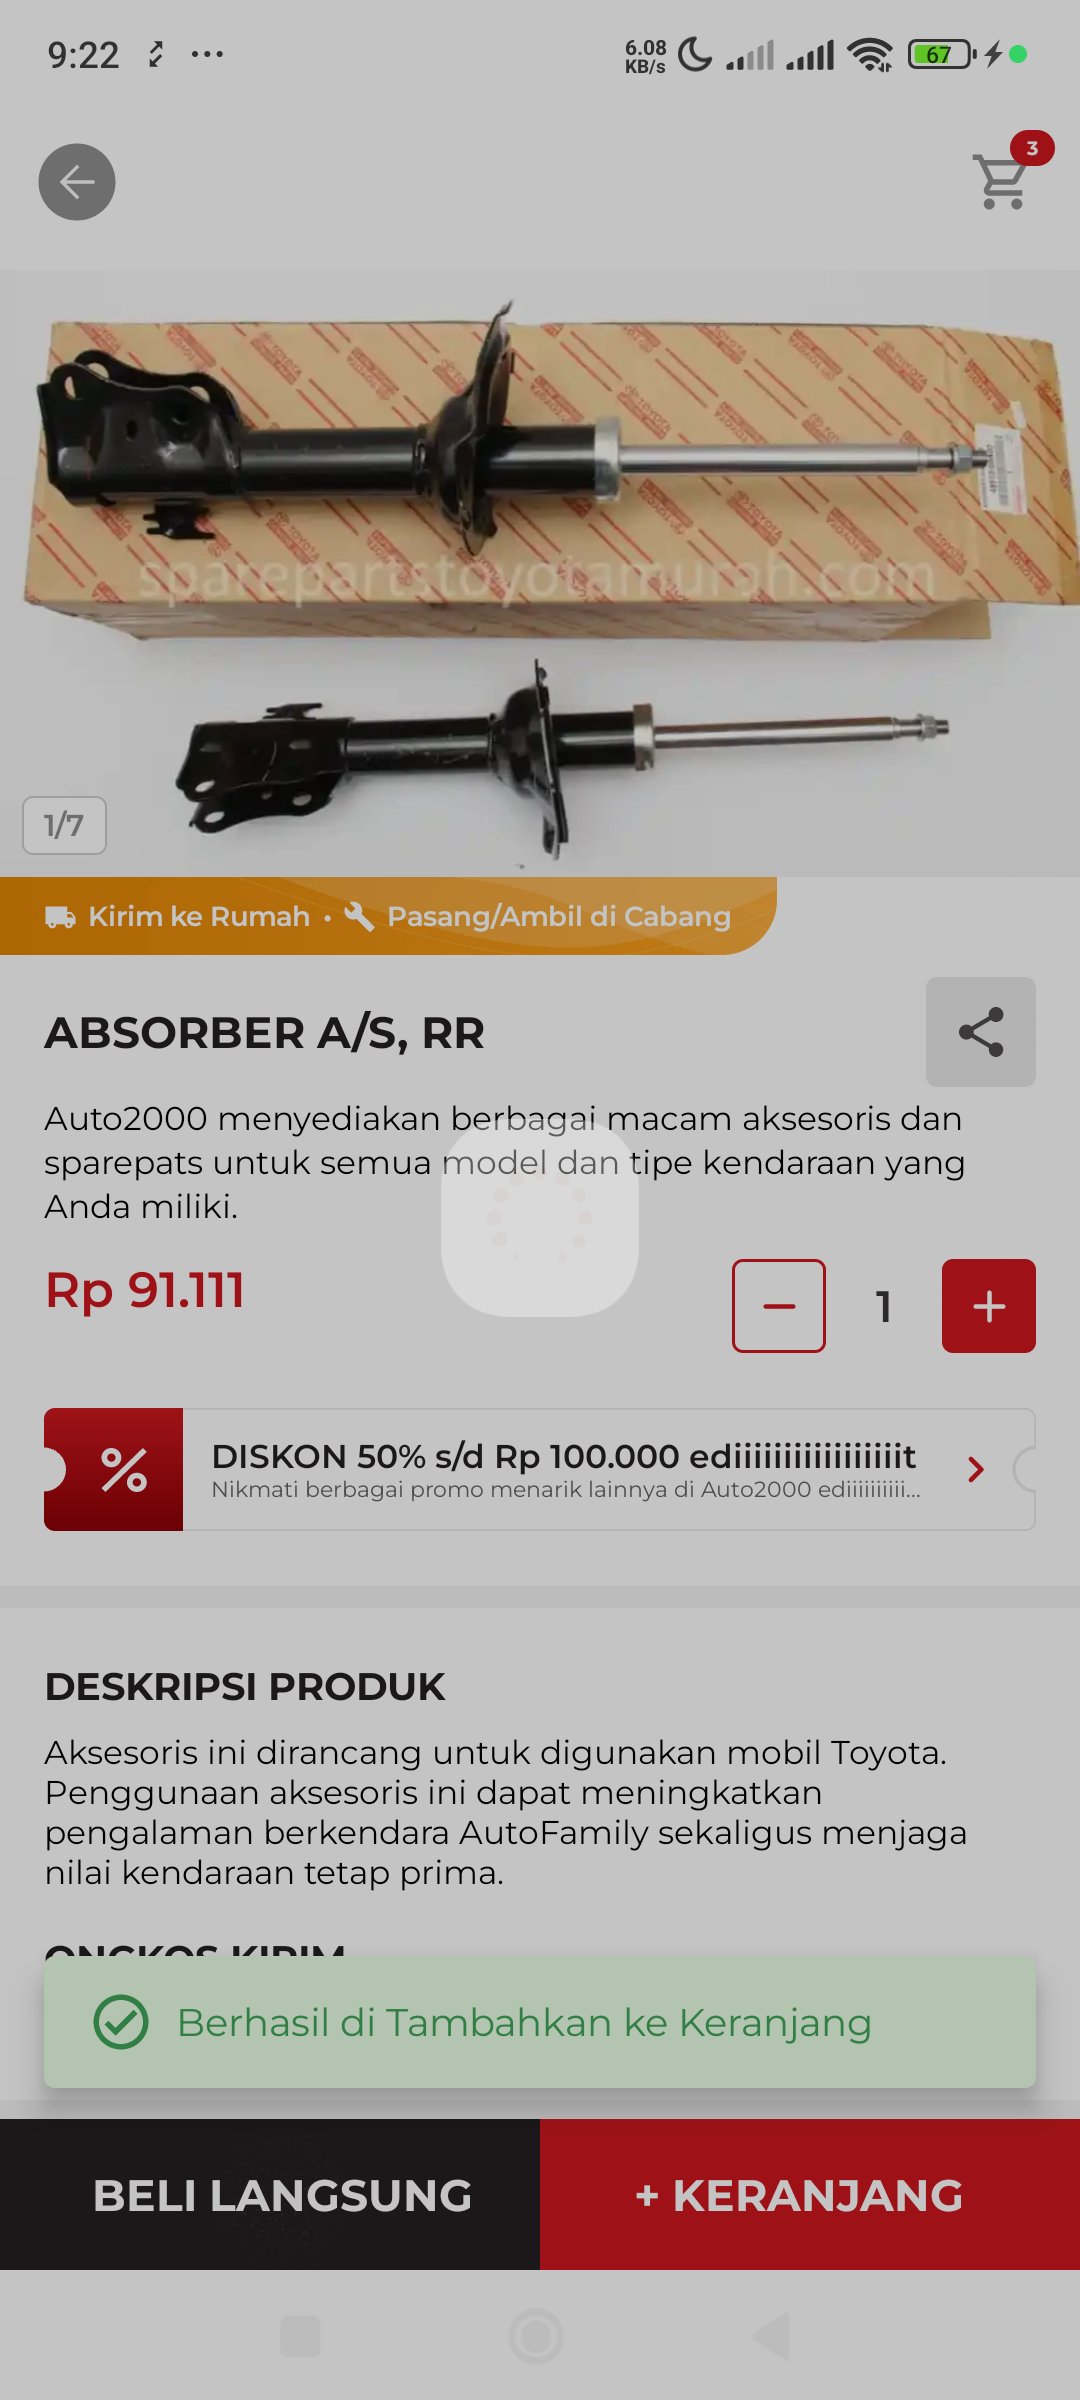 9:22
6.08
KB/s
67
3
sparepartstoyotamurah.com
1/7
Kirim ke Rumah • Pasang/Ambil di Cabang
ABSORBER A/S, RR
Auto2000 menyediakan berbagai macam aksesoris dan
sparepats untuk semua model dan tipe kendaraan yang
Anda miliki.
Rp 91.111
1
DISKON 50% s/d Rp 100.000 ediiiiiiiiiiiiiiiiit
Nikmati berbagai promo menarik lainnya di Auto2000 ediiiiiiiiii...
DESKRIPSI PRODUK
Aksesoris ini dirancang untuk digunakan mobil Toyota.
Penggunaan aksesoris ini dapat meningkatkan
pengalaman berkendara AutoFamily sekaligus menjaga
nilai kendaraan tetap prima.
ONGKOS KIRIM
Berhasil di Tambahkan ke Keranjang
BELI LANGSUNG
+ KERANJANG